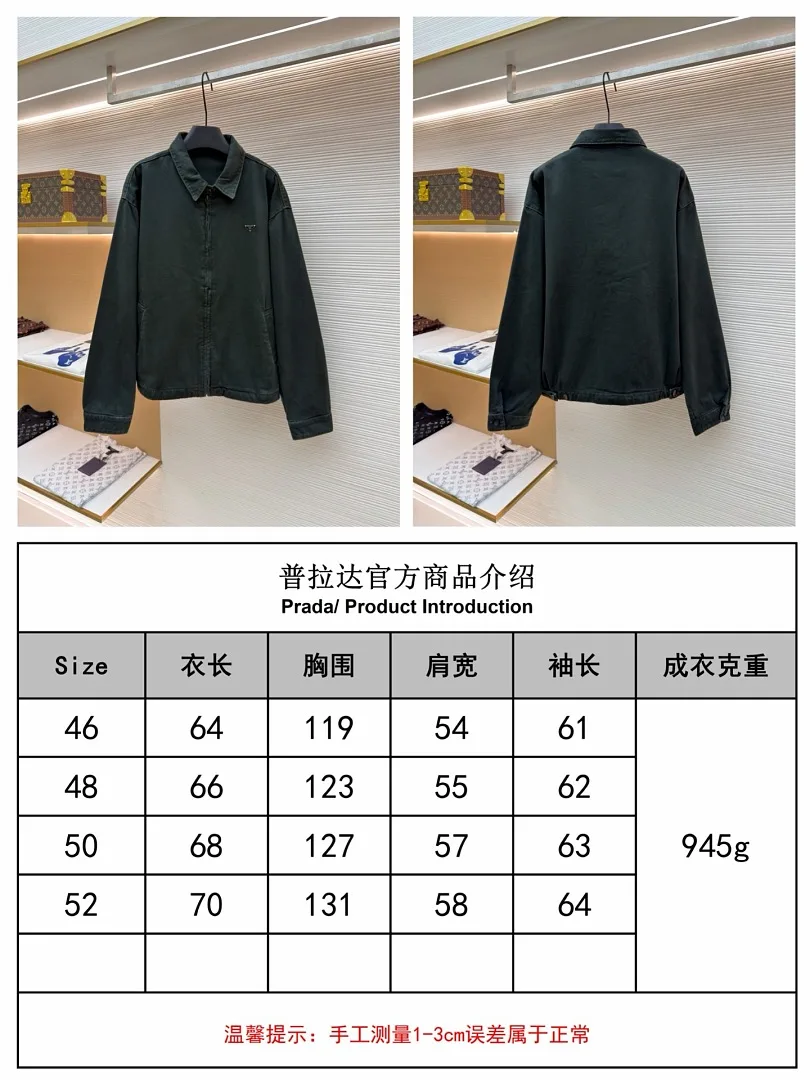 普拉达官方商品介绍
Prada/ Product Introduction
Size 衣长 胸围 肩宽 袖长 成衣克重
46 64 119 54 61
48 66 123 55 62
50 68 127 57 63
945g
52 70 131 58 64
温馨提示：手工测量1-3cm误差属于正常